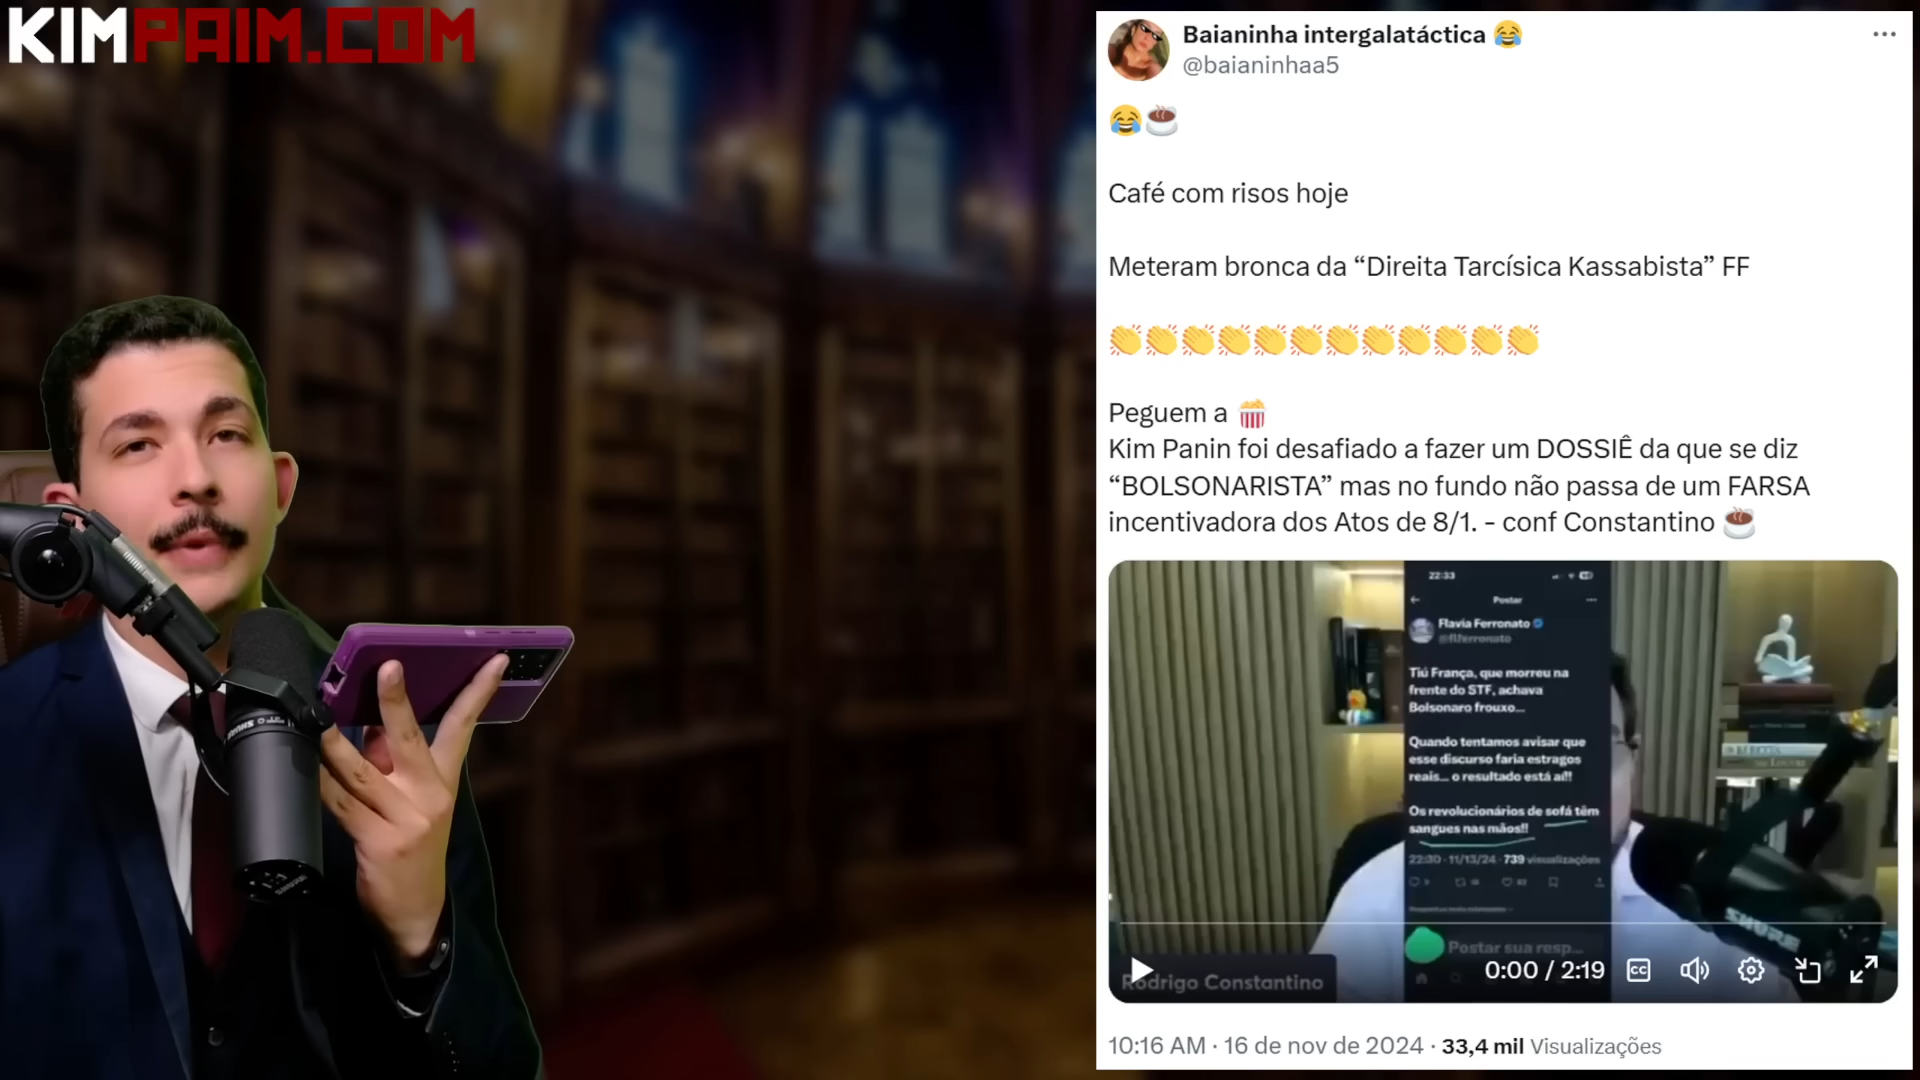 KIMPAIM.COM
Baianinha intergalatáctica 😂
@baianinhaa5
😂☕
Café com risos hoje
Meteram bronca da “Direita Tarcísica Kassabista” FF
👏👏👏👏👏👏👏👏👏👏👏👏
Peguem a 🍿
Kim Panin foi desafiado a fazer um DOSSIÊ da que se diz
“BOLSONARISTA” mas no fundo não passa de um FARSA
incentivadora dos Atos de 8/1. - conf Constantino ☕
22:33
Postar
Flavia Ferronato
@flferronato
Tiú França, que morreu na
frente do STF, achava
Bolsonaro frouxo...
Quando tentamos avisar que
esse discurso faria estragos
reais... o resultado está aí!!
Os revolucionários de sofá têm
sangues nas mãos!!
22:30 · 11/13/24 · 739 visualizações
Postar sua resp...
Rodrigo Constantino
0:00 / 2:19
CC
SHURE
10:16 AM · 16 de nov de 2024 · 33,4 mil Visualizações
SHURE